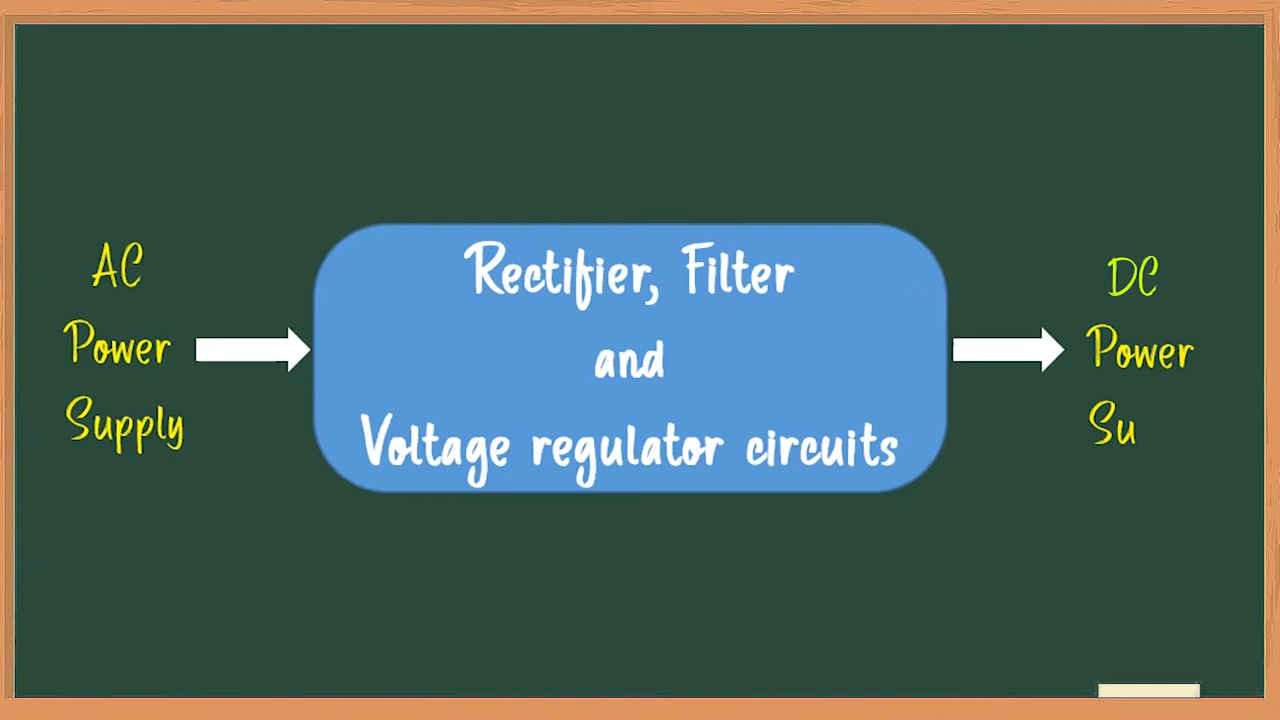 AC
Power
Supply
Rectifier, Filter
and
Voltage regulator circuits
DC
Power
Su